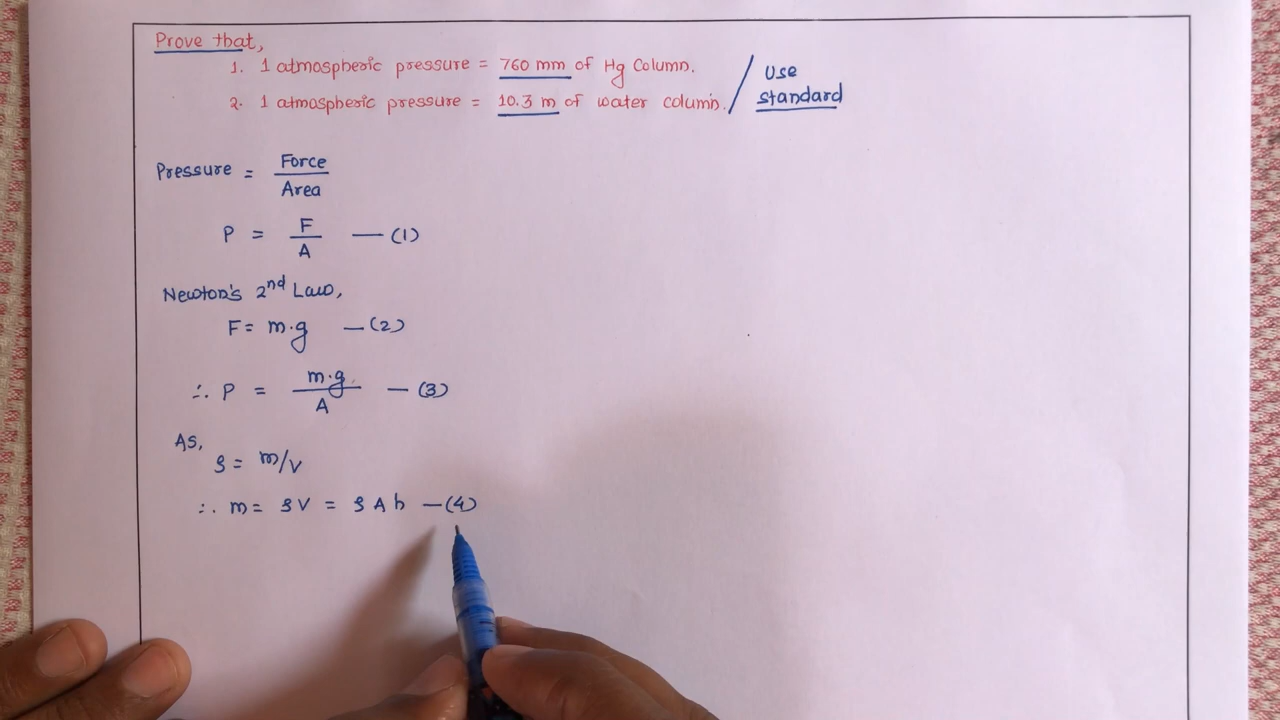 Prove that,
1. 1 atmospheric pressure = 760 mm of Hg Column.
2. 1 atmospheric pressure = 10.3 m of water column.
/ Use
standard
Pressure = Force
Area
P = F
A — (1)
Newton's 2nd Law,
F = m.g — (2)
∴ P = m.g.
A — (3)
As,
ρ = m/v
∴ m = ρV = ρAh — (4)